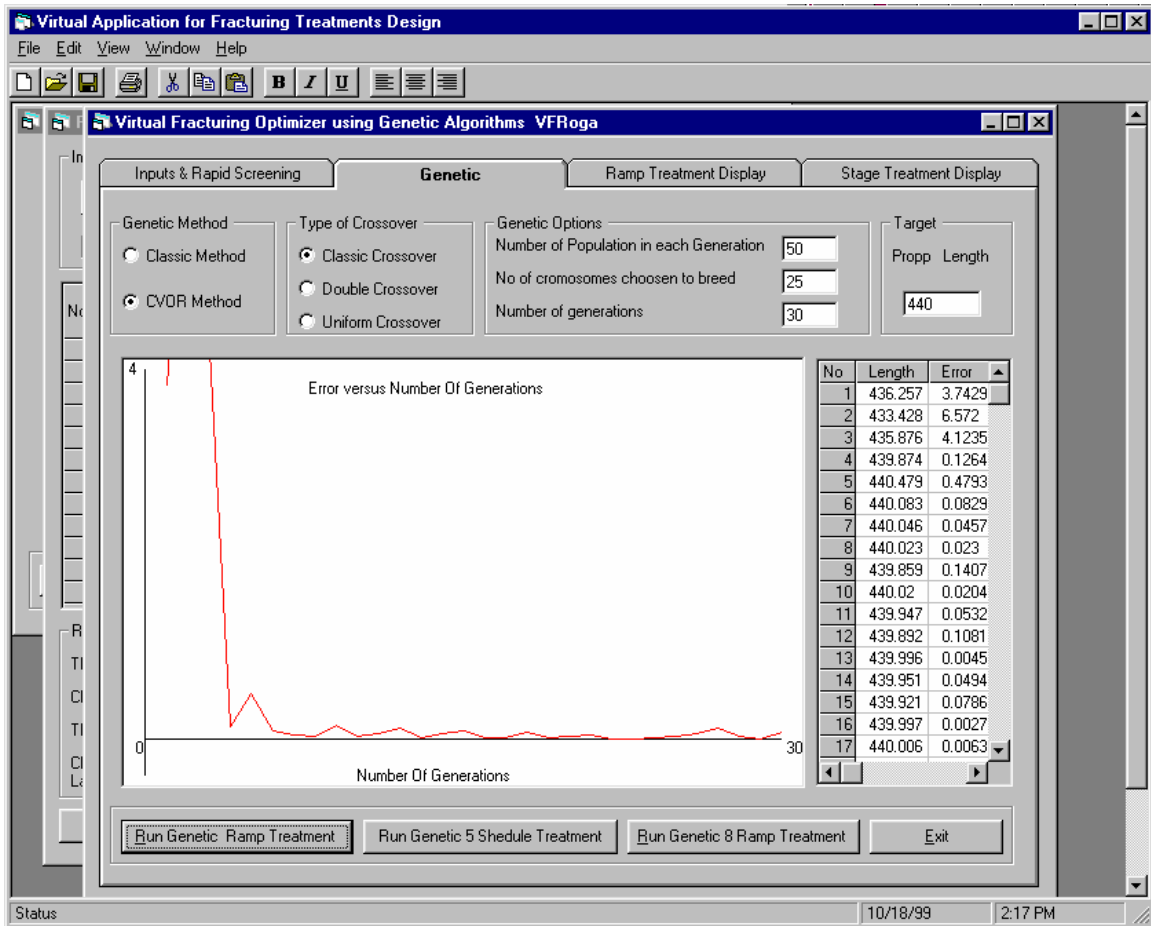 Virtual Application for Fracturing Treatments Design
File Edit View Window Help
B I U
Virtual Fracturing Optimizer using Genetic Algorithms VFRoga
Inputs & Rapid Screening
Genetic
Ramp Treatment Display
Stage Treatment Display
Genetic Method
Classic Method
CVOR Method
Type of Crossover
Classic Crossover
Double Crossover
Uniform Crossover
Genetic Options
Number of Population in each Generation 50
No of cromosomes choosen to breed 25
Number of generations 30
Target
Propp Length
440
4
Error versus Number Of Generations
0
30
Number Of Generations
No Length Error
1 436.257 3.7429
2 433.428 6.572
3 435.876 4.1235
4 439.874 0.1264
5 440.479 0.4793
6 440.083 0.0829
7 440.046 0.0457
8 440.023 0.023
9 439.859 0.1407
10 440.02 0.0204
11 439.947 0.0532
12 439.892 0.1081
13 439.996 0.0045
14 439.951 0.0494
15 439.921 0.0786
16 439.997 0.0027
17 440.006 0.0063
Run Genetic Ramp Treatment
Run Genetic 5 Shedule Treatment
Run Genetic 8 Ramp Treatment
Exit
Status
10/18/99
2:17 PM